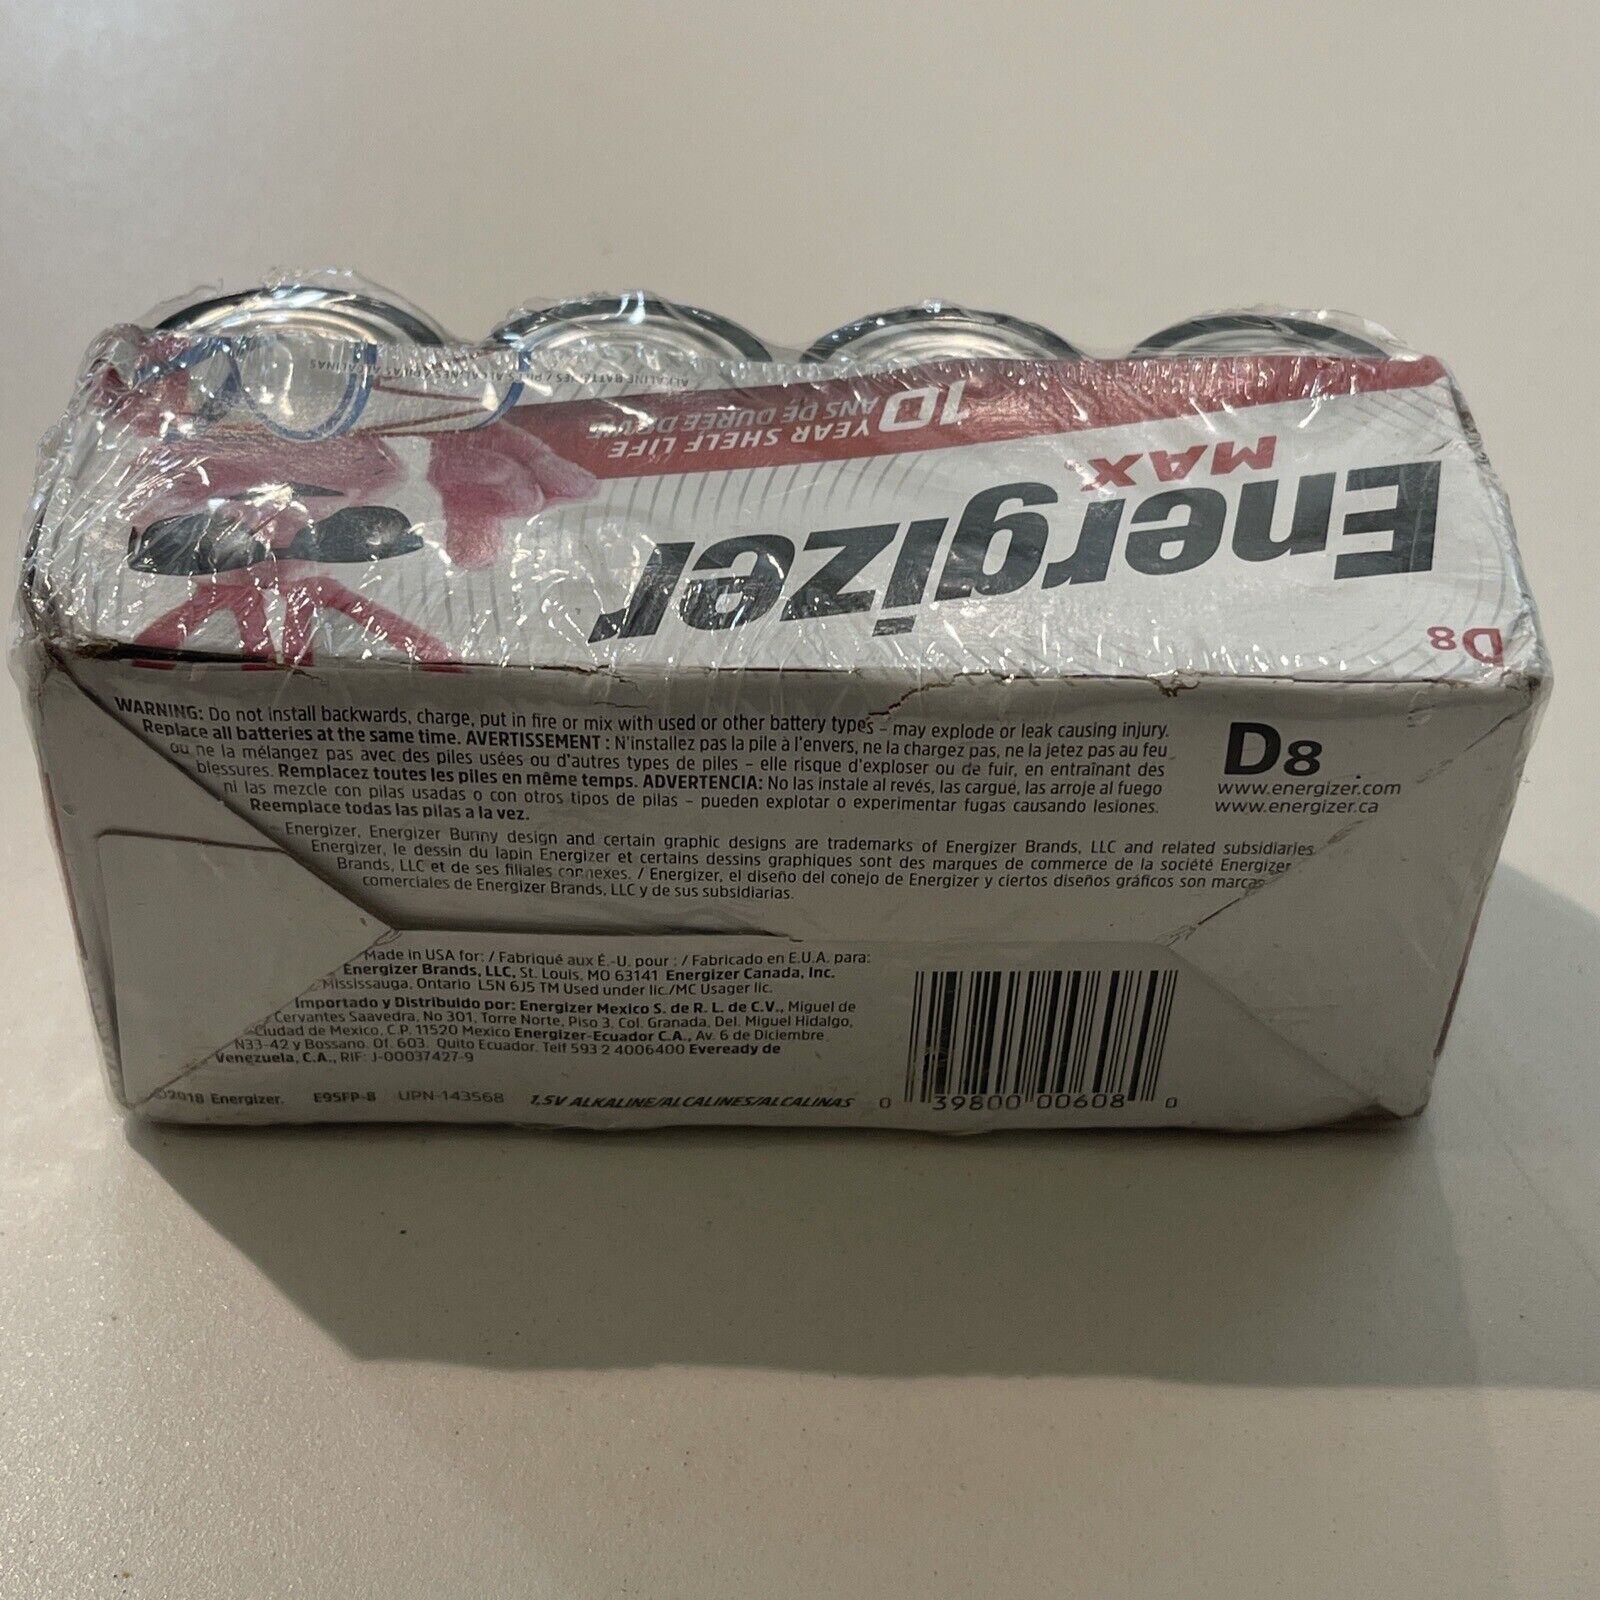 ALKALINE BATTERIES / PILES ALCALINES / PILAS ALCALINAS
10 YEAR SHELF LIFE
ANS DE DURÉE DE VIE
Energizer
MAX®
D8
WARNING: Do not install backwards, charge, put in fire or mix with used or other battery types – may explode or leak causing injury.
Replace all batteries at the same time. AVERTISSEMENT : N'installez pas la pile à l'envers, ne la chargez pas, ne la jetez pas au feu
ou ne la mélangez pas avec des piles usées ou d'autres types de piles – elle risque d'exploser ou de fuir, en entraînant des
blessures. Remplacez toutes les piles en même temps. ADVERTENCIA: No las instale al revés, las cargué, las arroje al fuego
ni las mezcle con pilas usadas o con otros tipos de pilas – pueden explotar o experimentar fugas causando lesiones.
Reemplace todas las pilas a la vez.
D8
www.energizer.com
www.energizer.ca
Energizer, Energizer Bunny design and certain graphic designs are trademarks of Energizer Brands, LLC and related subsidiaries.
Energizer, le dessin du lapin Energizer et certains dessins graphiques sont des marques de commerce de la société Energizer
Brands, LLC et de ses filiales connexes. / Energizer, el diseño del conejo de Energizer y ciertos diseños gráficos son marcas
comerciales de Energizer Brands, LLC y de sus subsidiarias.
Made in USA for: / Fabriqué aux É.-U. pour : / Fabricado en E.U.A. para:
Energizer Brands, LLC, St. Louis, MO 63141 Energizer Canada, Inc.
Mississauga, Ontario L5N 6J5 TM Used under lic./MC Usager lic.
Importado y Distribuido por: Energizer Mexico S. de R. L. de C.V., Miguel de
Cervantes Saavedra, No 301, Torre Norte, Piso 3, Col. Granada, Del. Miguel Hidalgo,
Ciudad de Mexico, C.P. 11520 Mexico Energizer-Ecuador C.A., Av. 6 de Diciembre
N33-42 y Bossano. Of. 603. Quito Ecuador. Telf 593 2 4006400 Eveready de
Venezuela, C.A., RIF: J-00037427-9
©2018 Energizer. E95FP-8 UPN-143568 1.5V ALKALINE/ALCALINES/ALCALINAS
0 39800 00608 0